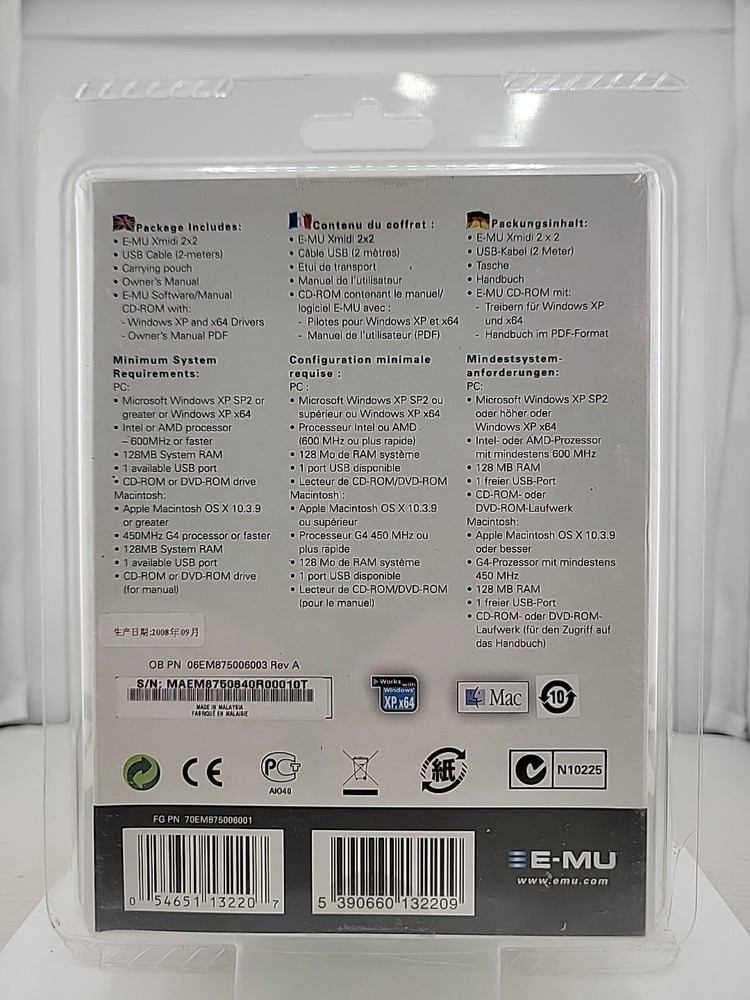 Package Includes:
• E-MU Xmidi 2x2
• USB Cable (2-meters)
• Carrying pouch
• Owner's Manual
• E-MU Software/Manual
CD-ROM with:
- Windows XP and x64 Drivers
- Owner's Manual PDF
Minimum System
Requirements:
PC:
• Microsoft Windows XP SP2 or
greater or Windows XP x64
• Intel or AMD processor
– 600MHz or faster
• 128MB System RAM
• 1 available USB port
• CD-ROM or DVD-ROM drive
Macintosh:
• Apple Macintosh OS X 10.3.9
or greater
• 450MHz G4 processor or faster
• 128MB System RAM
• 1 available USB port
• CD-ROM or DVD-ROM drive
(for manual)
Contenu du coffret :
• E-MU Xmidi 2x2
• Câble USB (2 mètres)
• Etui de transport
• Manuel de l'utilisateur
• CD-ROM contenant le manuel/
logiciel E-MU avec :
- Pilotes pour Windows XP et x64
- Manuel de l'utilisateur (PDF)
Configuration minimale
requise :
PC :
• Microsoft Windows XP SP2 ou
supérieur ou Windows XP x64
• Processeur Intel ou AMD
(600 MHz ou plus rapide)
• 128 Mo de RAM système
• 1 port USB disponible
• Lecteur de CD-ROM/DVD-ROM
Macintosh :
• Apple Macintosh OS X 10.3.9
ou supérieur
• Processeur G4 450 MHz ou
plus rapide
• 128 Mo de RAM système
• 1 port USB disponible
• Lecteur de CD-ROM/DVD-ROM
(pour le manuel)
Packungsinhalt:
• E-MU Xmidi 2 x 2
• USB-Kabel (2 Meter)
• Tasche
• Handbuch
• E-MU CD-ROM mit:
- Treibern für Windows XP
und x64
- Handbuch im PDF-Format
Mindestsystem-
anforderungen:
PC:
• Microsoft Windows XP SP2
oder höher oder
Windows XP x64
• Intel- oder AMD-Prozessor
mit mindestens 600 MHz
• 128 MB RAM
• 1 freier USB-Port
• CD-ROM- oder
DVD-ROM-Laufwerk
Macintosh:
• Apple Macintosh OS X 10.3.9
oder besser
• G4-Prozessor mit mindestens
450 MHz
• 128 MB RAM
• 1 freier USB-Port
• CD-ROM- oder DVD-ROM-
Laufwerk (für den Zugriff auf
das Handbuch)
生产日期:2008年09月
OB PN 06EM875006003 Rev A
S/N: MAEM8750840R00010T
MADE IN MALAYSIA
FABRIQUÉ EN MALAISIE
Works with
Windows
XP, x64
Mac
10
CE
РСТ
АЮ40
紙
N10225
FG PN 70EM875006001
0 54651 13220 7
5 390660 132209
E-MU
www.emu.com